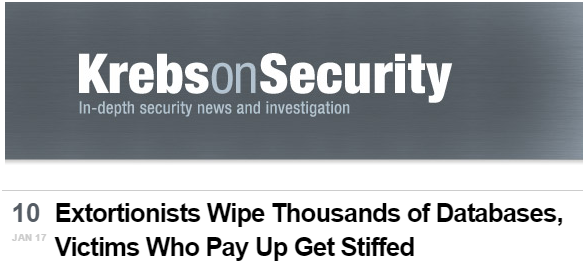 KrebsonSecurity
In-depth security news and investigation
10 Extortionists Wipe Thousands of Databases,
JAN 17 Victims Who Pay Up Get Stiffed